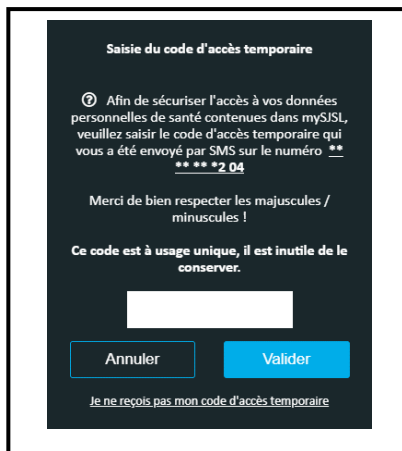 Saisie du code d'accès temporaire
? Afin de sécuriser l'accès à vos données
personnelles de santé contenues dans mySJSL,
veuillez saisir le code d'accès temporaire qui
vous a été envoyé par SMS sur le numéro **
** ** *2 04
Merci de bien respecter les majuscules /
minuscules !
Ce code est à usage unique, il est inutile de le
conserver.
Annuler Valider
Je ne reçois pas mon code d'accès temporaire